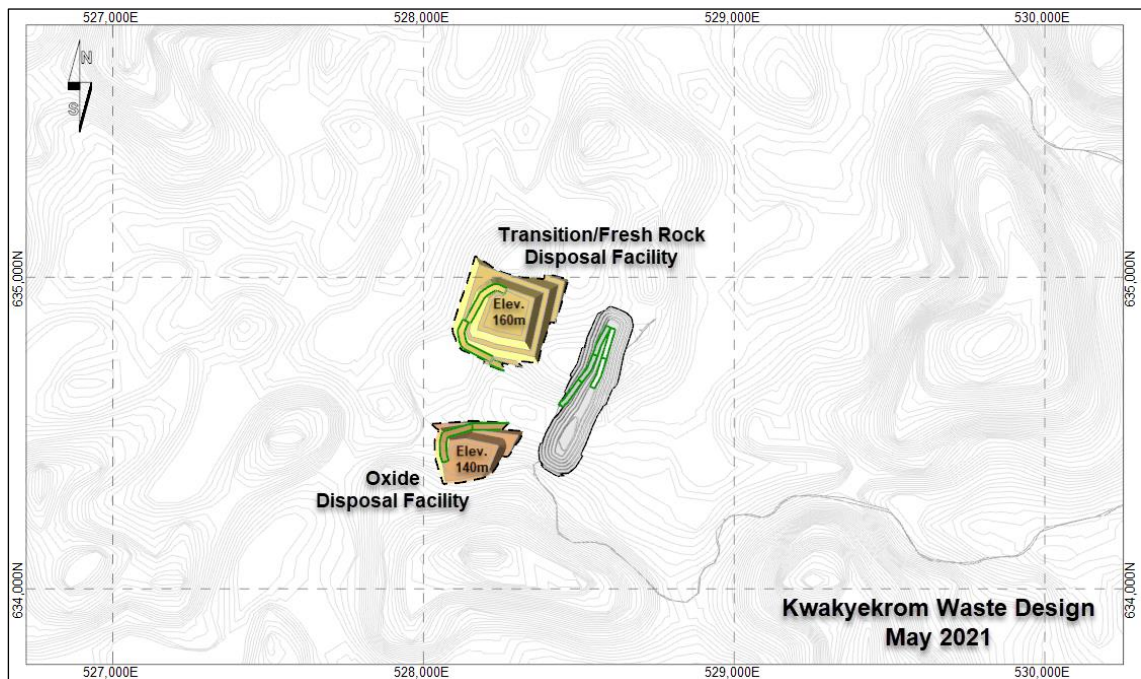 527,000E
528,000E
529,000E
530,000E
N
S
Transition/Fresh Rock
Disposal Facility
635,000N
635,000N
Elev.
160m
Elev.
140m
Oxide
Disposal Facility
634,000N
634,000N
Kwakyekrom Waste Design
May 2021
527,000E
528,000E
529,000E
530,000E